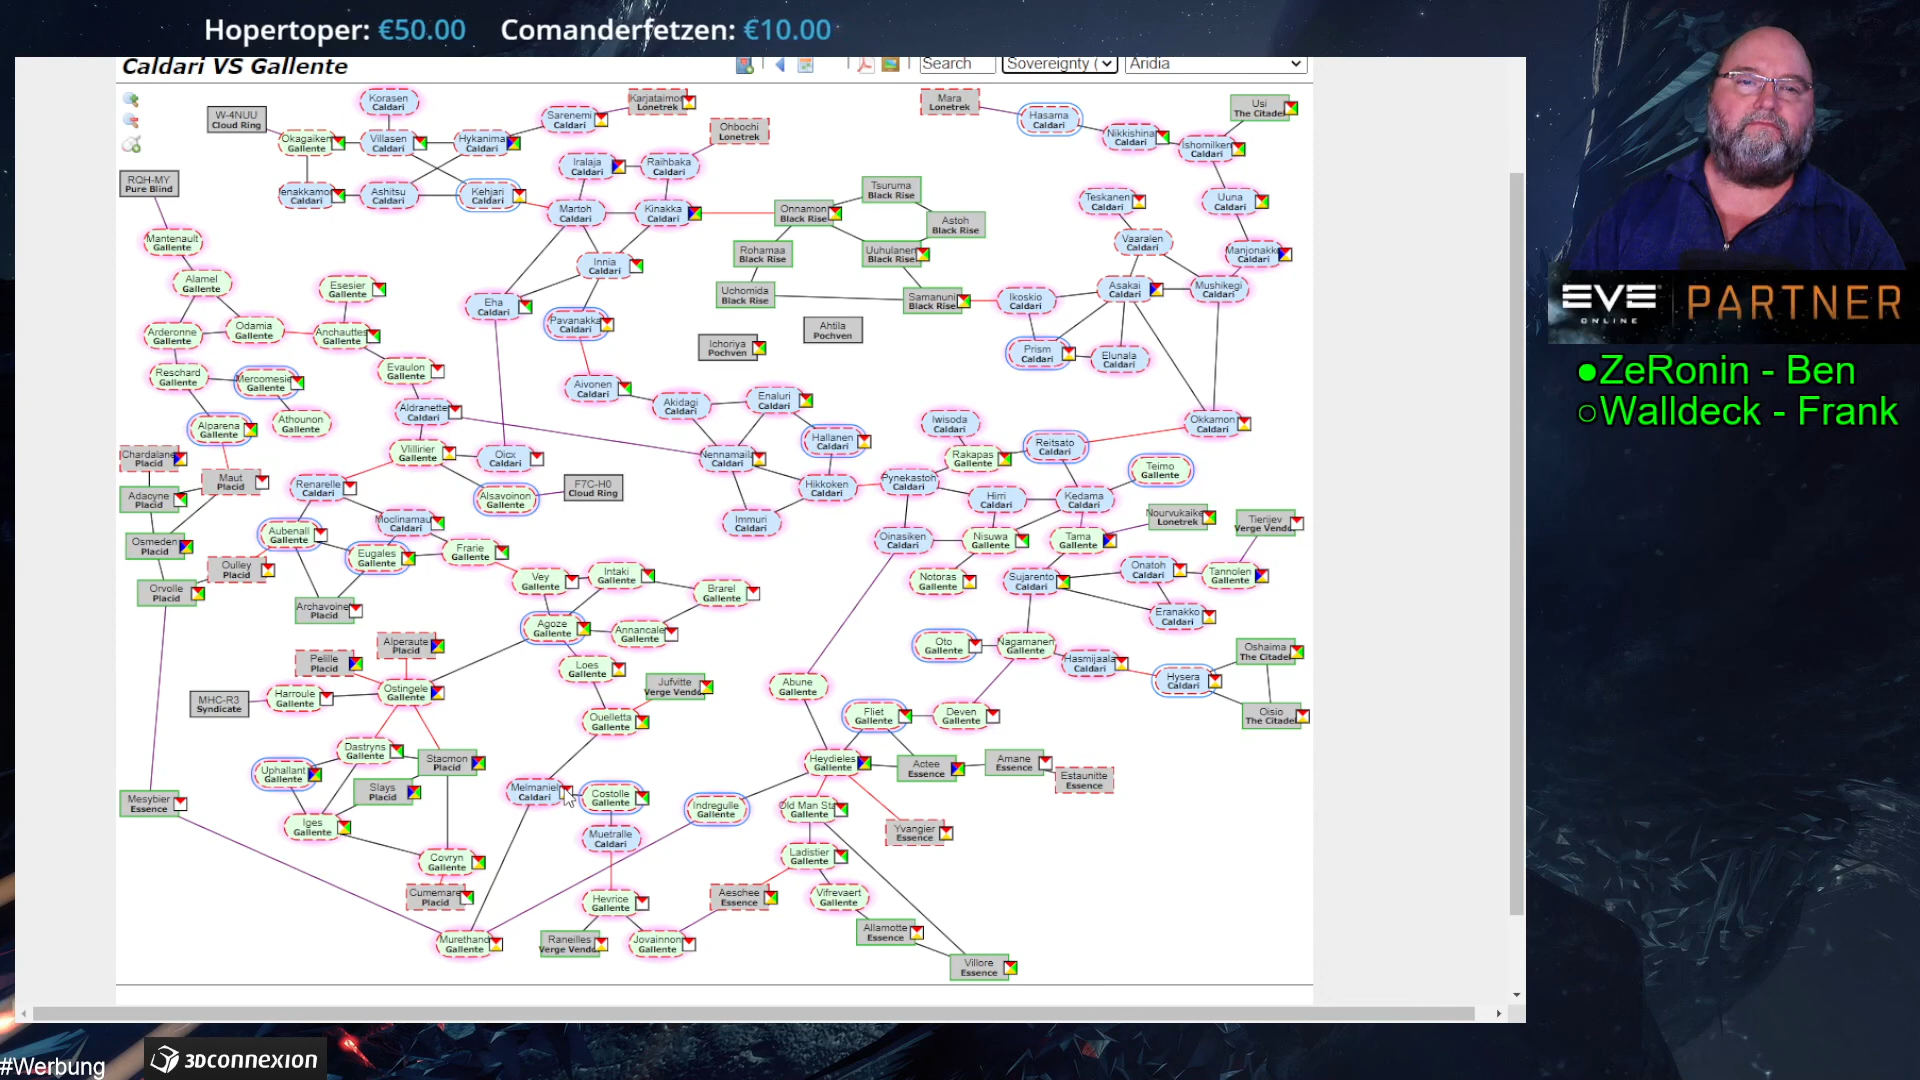 Hopertoper: €50.00 Comanderfetzen: €10.00
Caldari VS Gallente
Search
Sovereignty (
Aridia
Korasen
Caldari
W-4NUU
Cloud Ring
Okagaiken
Gallente
Villasen
Caldari
Hykanima
Caldari
Sarenemi
Caldari
Karjataimon
Lonetrek
Ohbochi
Lonetrek
Mara
Lonetrek
Hasama
Caldari
Nikkishina
Caldari
Ishomilken
Caldari
Usi
The Citadel
RQH-MY
Pure Blind
enakkamon
Caldari
Ashitsu
Caldari
Kehjari
Caldari
Iralaja
Caldari
Raihbaka
Caldari
Martoh
Caldari
Kinakka
Caldari
Tsuruma
Black Rise
Onnamon
Black Rise
Astoh
Black Rise
Rohamaa
Black Rise
Uuhulanen
Black Rise
Uchomida
Black Rise
Samanuni
Black Rise
Teskanen
Caldari
Uuna
Caldari
Vaaralen
Caldari
Manjonakko
Caldari
Mantenault
Gallente
Alamel
Gallente
Esesier
Gallente
Innia
Caldari
Eha
Caldari
Pavanakka
Caldari
Ikoskio
Caldari
Asakai
Caldari
Mushikegi
Caldari
Arderonne
Gallente
Odamia
Gallente
Anchauttes
Gallente
Ichoriya
Pochven
Ahtila
Pochven
Prism
Caldari
Elunala
Caldari
Reschard
Gallente
Mercomesier
Gallente
Evaulon
Gallente
Aivonen
Caldari
Akidagi
Caldari
Enaluri
Caldari
Alparena
Gallente
Athounon
Gallente
Aldranette
Caldari
Hallanen
Caldari
Iwisoda
Caldari
Okkamon
Caldari
Chardalane
Placid
Maut
Placid
Vlillirier
Gallente
Oicx
Caldari
Nennamaila
Caldari
Rakapas
Gallente
Reitsato
Caldari
Teimo
Gallente
Adacyne
Placid
Renarelle
Caldari
Alsavoinon
Gallente
F7C-H0
Cloud Ring
Hikkoken
Caldari
Pynekastoh
Caldari
Hirri
Caldari
Kedama
Caldari
Immuri
Caldari
Nourvukaiken
Lonetrek
Tierijev
Verge Vendor
Osmeden
Placid
Aubenall
Gallente
Moclinamaud
Caldari
Eugales
Gallente
Frarie
Gallente
Oinasiken
Caldari
Nisuwa
Gallente
Tama
Gallente
Oulley
Placid
Orvolle
Placid
Vey
Gallente
Intaki
Gallente
Brarel
Gallente
Notoras
Gallente
Sujarento
Caldari
Onatoh
Caldari
Tannolen
Gallente
Archavoinet
Placid
Agoze
Gallente
Annancale
Gallente
Eranakko
Caldari
Alperaute
Placid
Pelille
Placid
Loes
Gallente
Oto
Gallente
Nagamanen
Gallente
Hasmijaala
Caldari
Hysera
Caldari
Oshaima
The Citadel
MHC-R3
Syndicate
Harroule
Gallente
Ostingele
Gallente
Jufvitte
Verge Vendor
Abune
Gallente
Ouelletta
Gallente
Fliet
Gallente
Deven
Gallente
Oisio
The Citadel
Dastryns
Gallente
Stacmon
Placid
Uphallant
Gallente
Slays
Placid
Heydieles
Gallente
Actee
Essence
Amane
Essence
Estaunitte
Essence
Mesybier
Essence
Iges
Gallente
Melmaniel
Caldari
Costolle
Gallente
Indregulle
Gallente
Old Man Star
Gallente
Yvangier
Essence
Muetralle
Caldari
Covryn
Gallente
Ladistier
Gallente
Cumemare
Placid
Hevrice
Gallente
Aeschee
Essence
Vifrevaert
Gallente
Murethand
Gallente
Raneilles
Verge Vendor
Jovainnon
Gallente
Allamotte
Essence
Villore
Essence
EVE
ONLINE
PARTNER
ZeRonin - Ben
Walldeck - Frank
#Werbung
3DCONNEXION